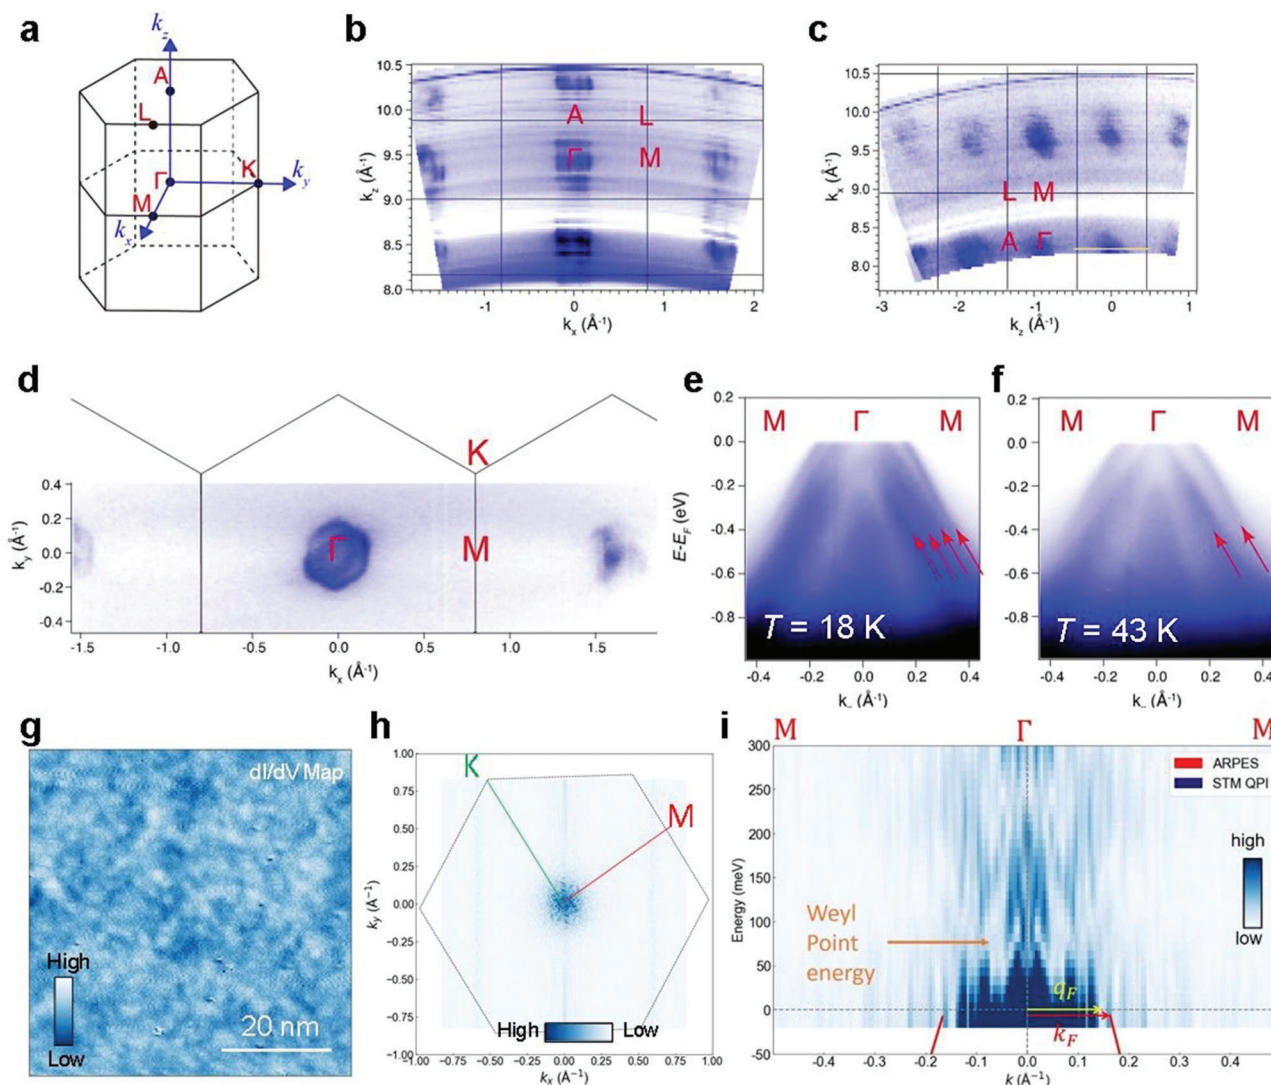 a
k_z
A
L
Γ
K
k_y
M
k_x
b
k_z (Å⁻¹)
10.5
10.0
9.5
9.0
8.5
8.0
A
L
Γ
M
-1
0
1
2
k_x (Å⁻¹)
c
k_x (Å⁻¹)
10.5
10.0
9.5
9.0
8.5
8.0
L
M
A
Γ
-3
-2
-1
0
1
k_z (Å⁻¹)
d
K
k_y (Å⁻¹)
0.4
0.2
0.0
-0.2
-0.4
Γ
M
-1.5
-1.0
-0.5
0.0
0.5
1.0
1.5
k_x (Å⁻¹)
e
E-E_F (eV)
0.2
0.0
-0.2
-0.4
-0.6
-0.8
M
Γ
M
T = 18 K
-0.4
-0.2
0.0
0.2
0.4
(Å⁻¹)
f
0.2
0.0
-0.2
-0.4
-0.6
-0.8
M
Γ
M
T = 43 K
-0.4
-0.2
0.0
0.2
0.4
(Å⁻¹)
g
dI/dV Map
High
Low
20 nm
h
k_y (Å⁻¹)
1.00
0.75
0.50
0.25
0.00
−0.25
−0.50
−0.75
−1.00
K
M
High
Low
−1.00
−0.75
−0.50
−0.25
0.00
0.25
0.50
0.75
1.00
k_x (Å⁻¹)
i
M
Γ
M
Energy (meV)
300
250
200
150
100
50
0
-50
ARPES
STM QPI
high
low
Weyl
Point
energy
q_F
k_F
-0.4
-0.3
-0.2
-0.1
0.0
0.1
0.2
0.3
0.4
0.5
k (Å⁻¹)